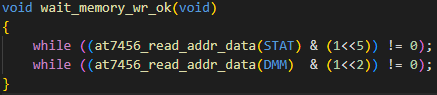 void wait_memory_wr_ok(void)
{
    while ((at7456_read_addr_data(STAT) & (1<<5)) != 0);
    while ((at7456_read_addr_data(DMM)  & (1<<2)) != 0);
}